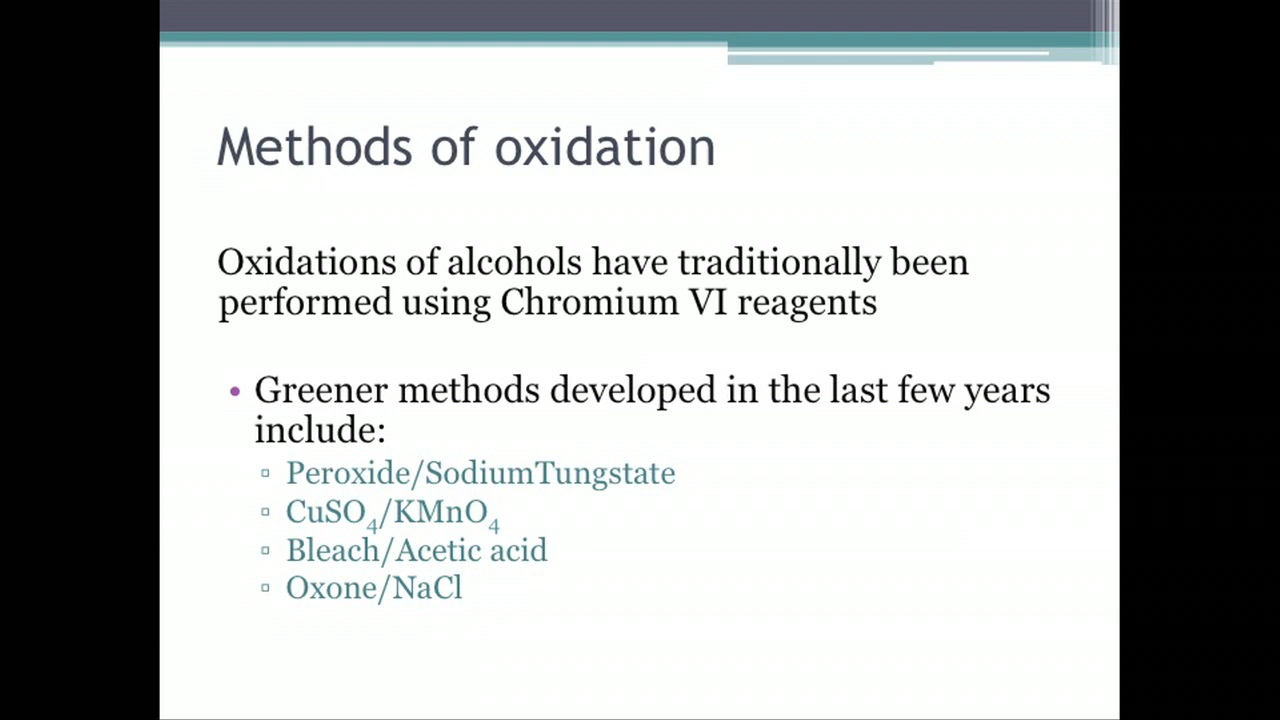 Methods of oxidation
Oxidations of alcohols have traditionally been
performed using Chromium VI reagents
• Greener methods developed in the last few years
include:
▫ Peroxide/SodiumTungstate
▫ CuSO₄/KMnO₄
▫ Bleach/Acetic acid
▫ Oxone/NaCl